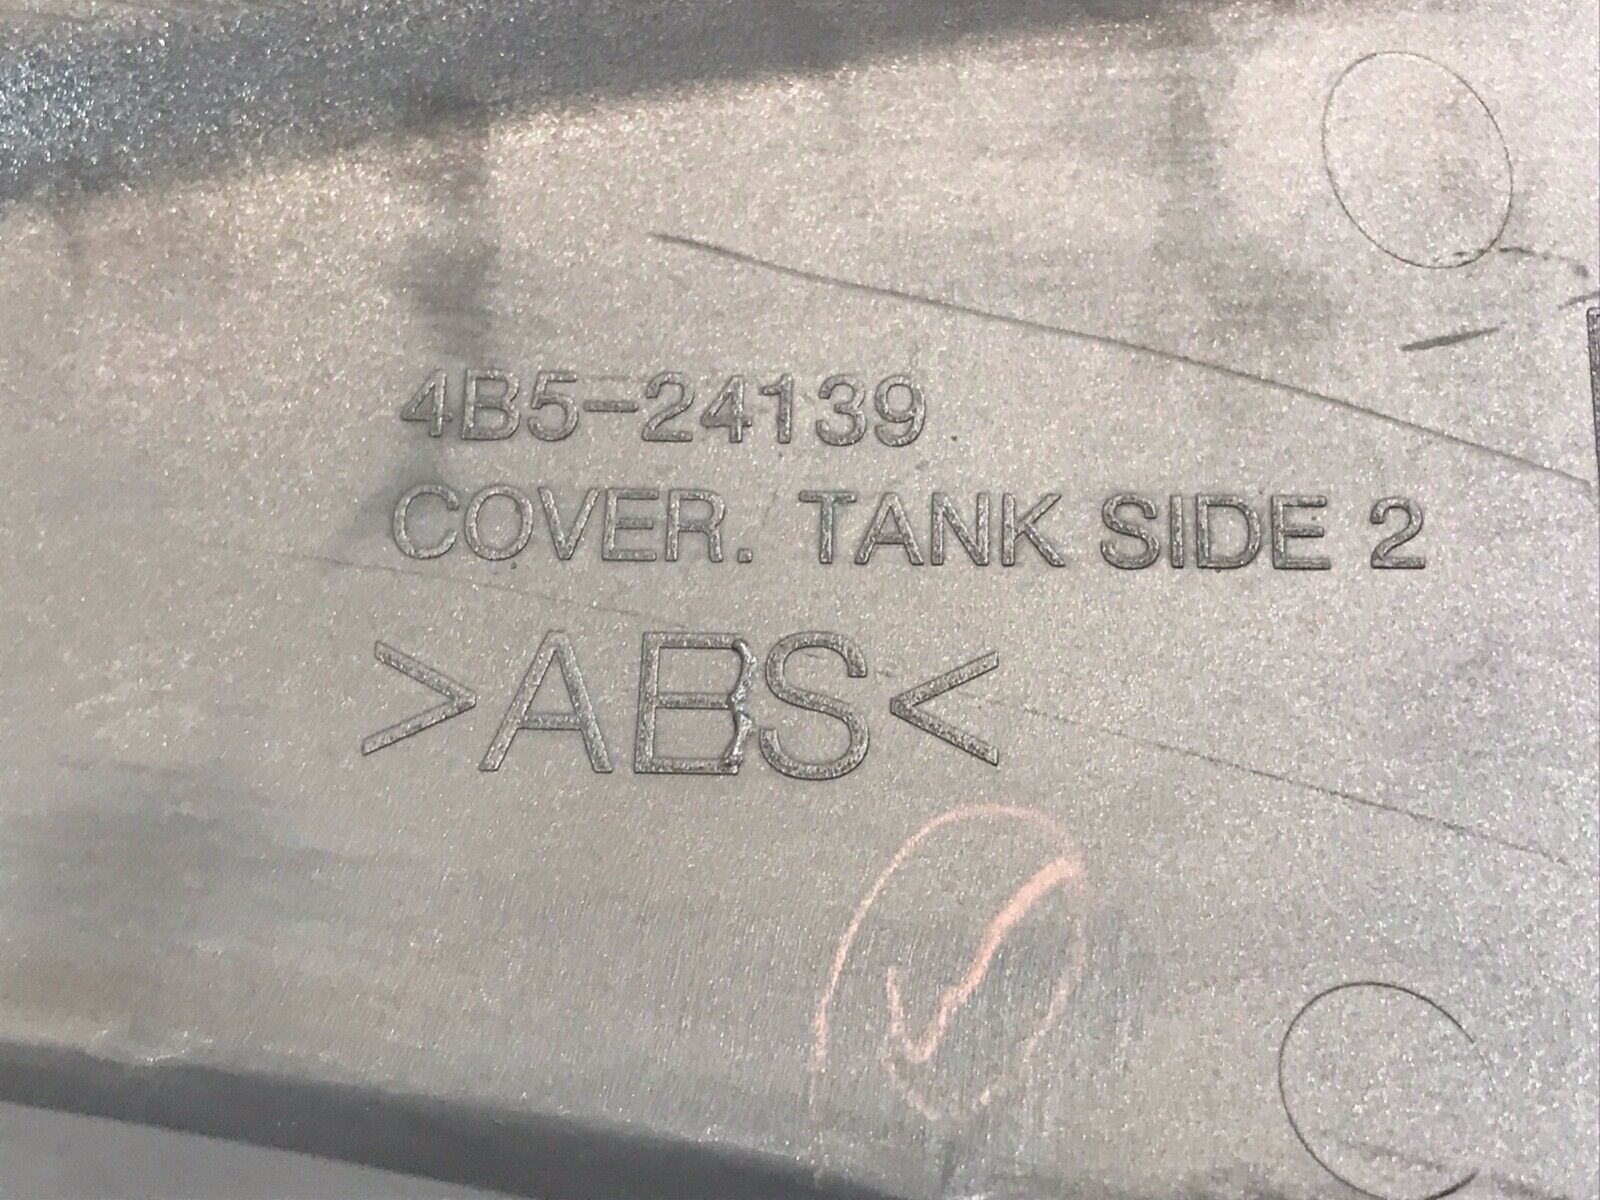 4B5-24139
COVER. TANK SIDE 2
>ABS<